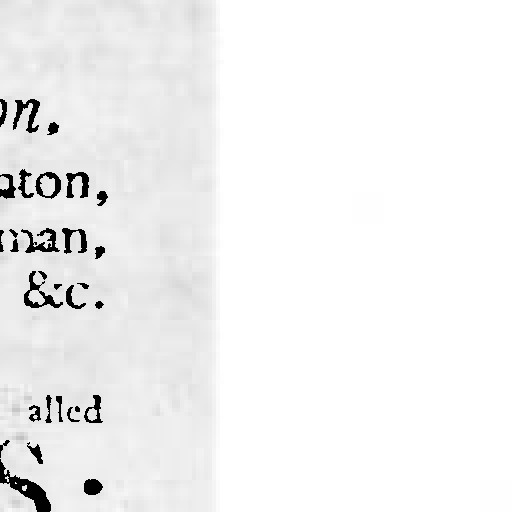 on.
aton,
man,
&c.
alled
S.